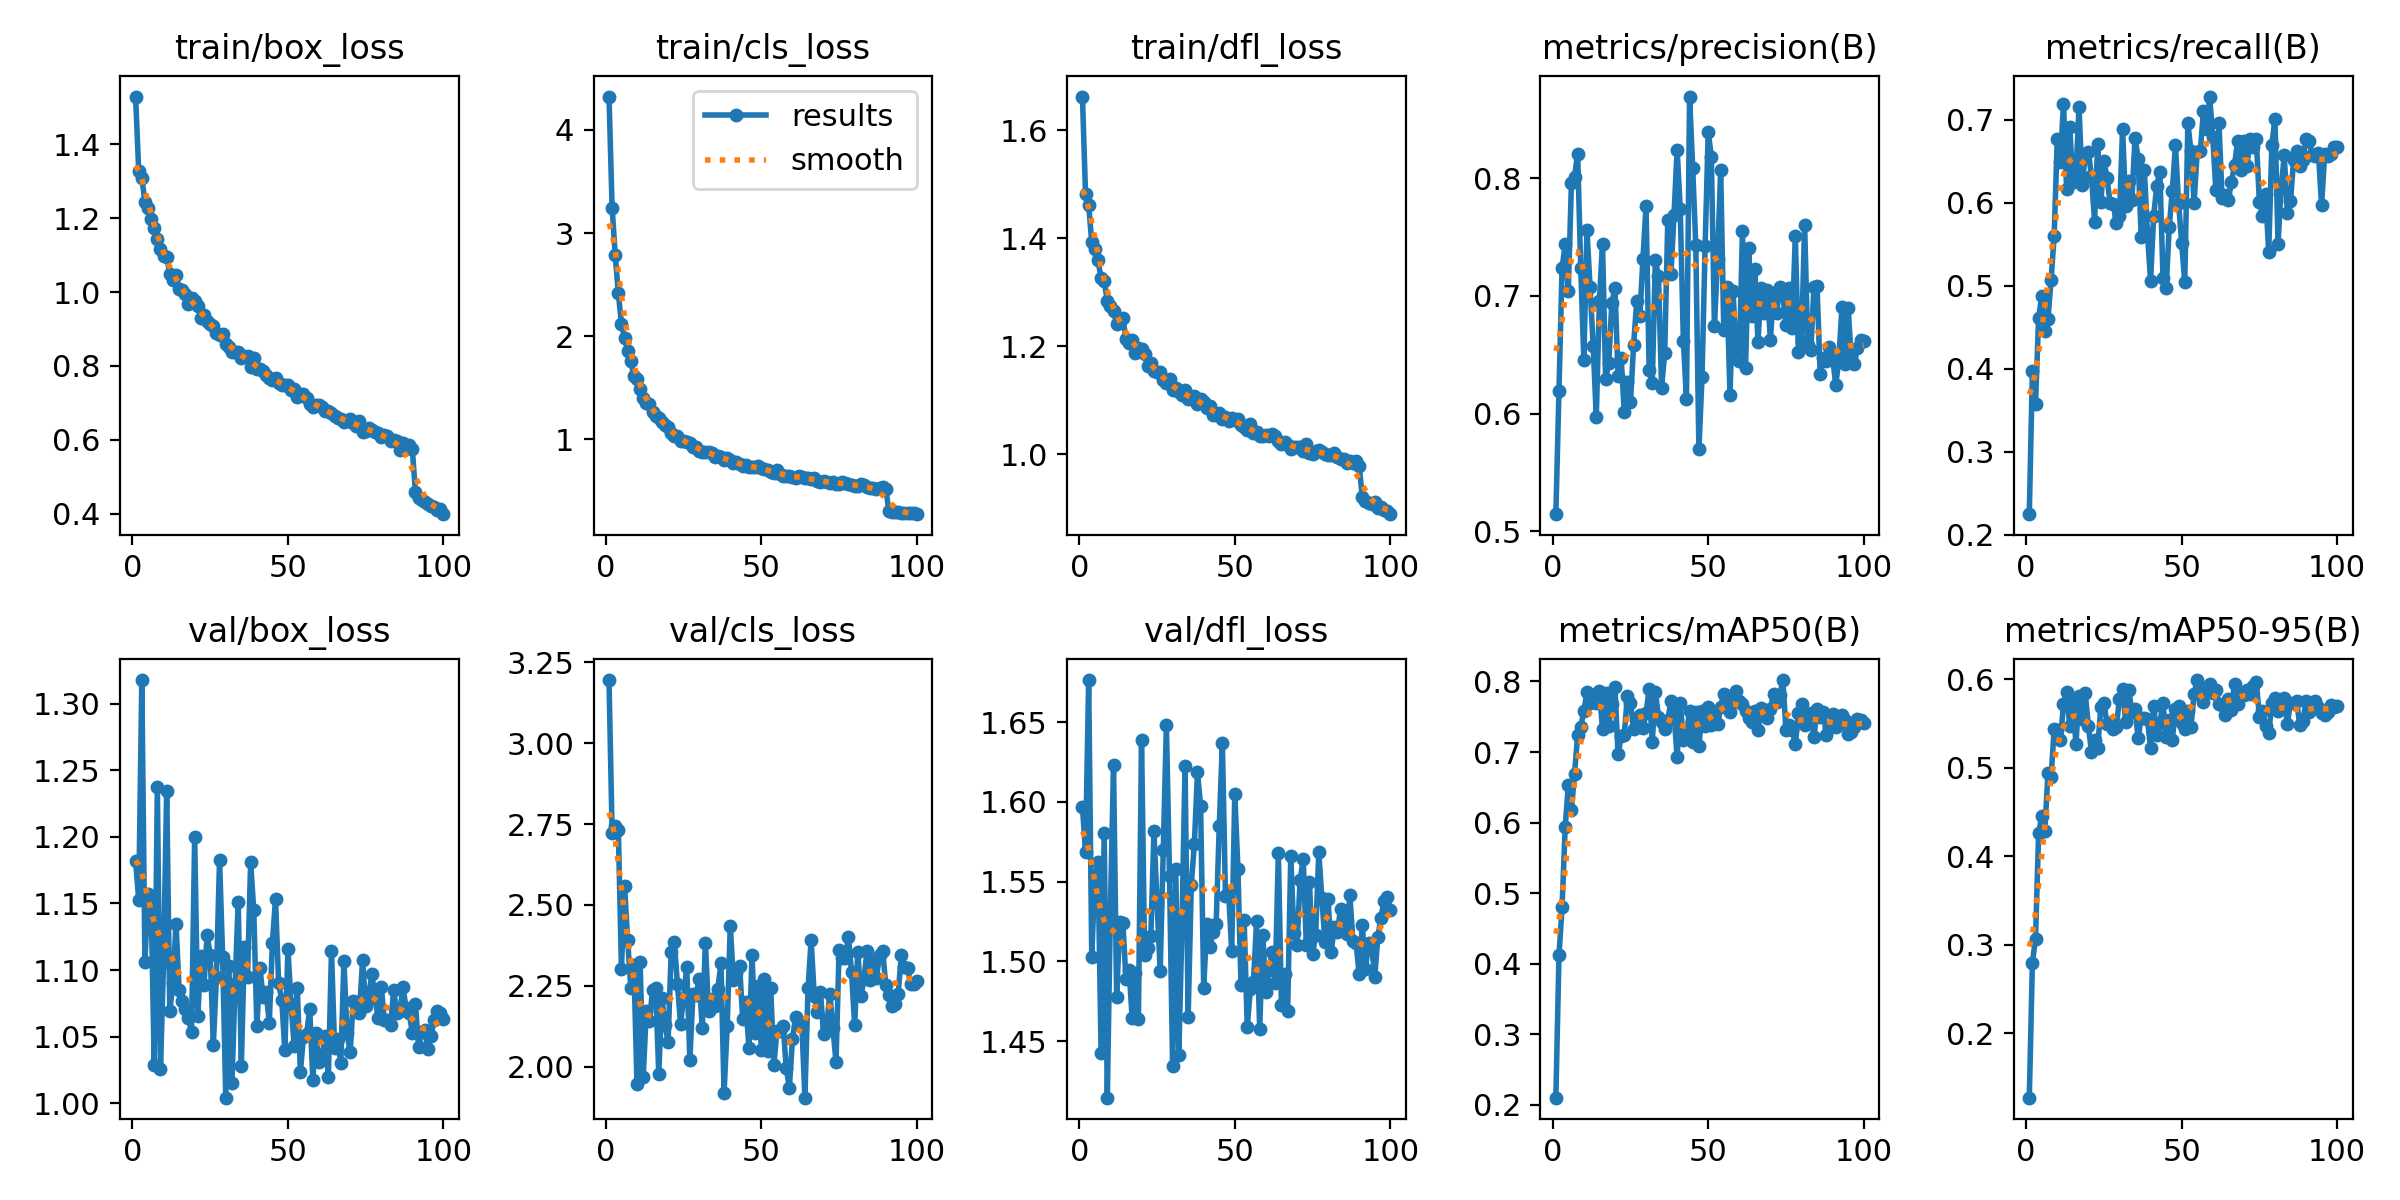 train/box_loss
1.4
1.2
1.0
0.8
0.6
0.4
0 50 100
train/cls_loss
results
smooth
4
3
2
1
0 50 100
train/dfl_loss
1.6
1.4
1.2
1.0
0 50 100
metrics/precision(B)
0.8
0.7
0.6
0.5
0 50 100
metrics/recall(B)
0.7
0.6
0.5
0.4
0.3
0.2
0 50 100
val/box_loss
1.30
1.25
1.20
1.15
1.10
1.05
1.00
0 50 100
val/cls_loss
3.25
3.00
2.75
2.50
2.25
2.00
0 50 100
val/dfl_loss
1.65
1.60
1.55
1.50
1.45
0 50 100
metrics/mAP50(B)
0.8
0.7
0.6
0.5
0.4
0.3
0.2
0 50 100
metrics/mAP50-95(B)
0.6
0.5
0.4
0.3
0.2
0 50 100